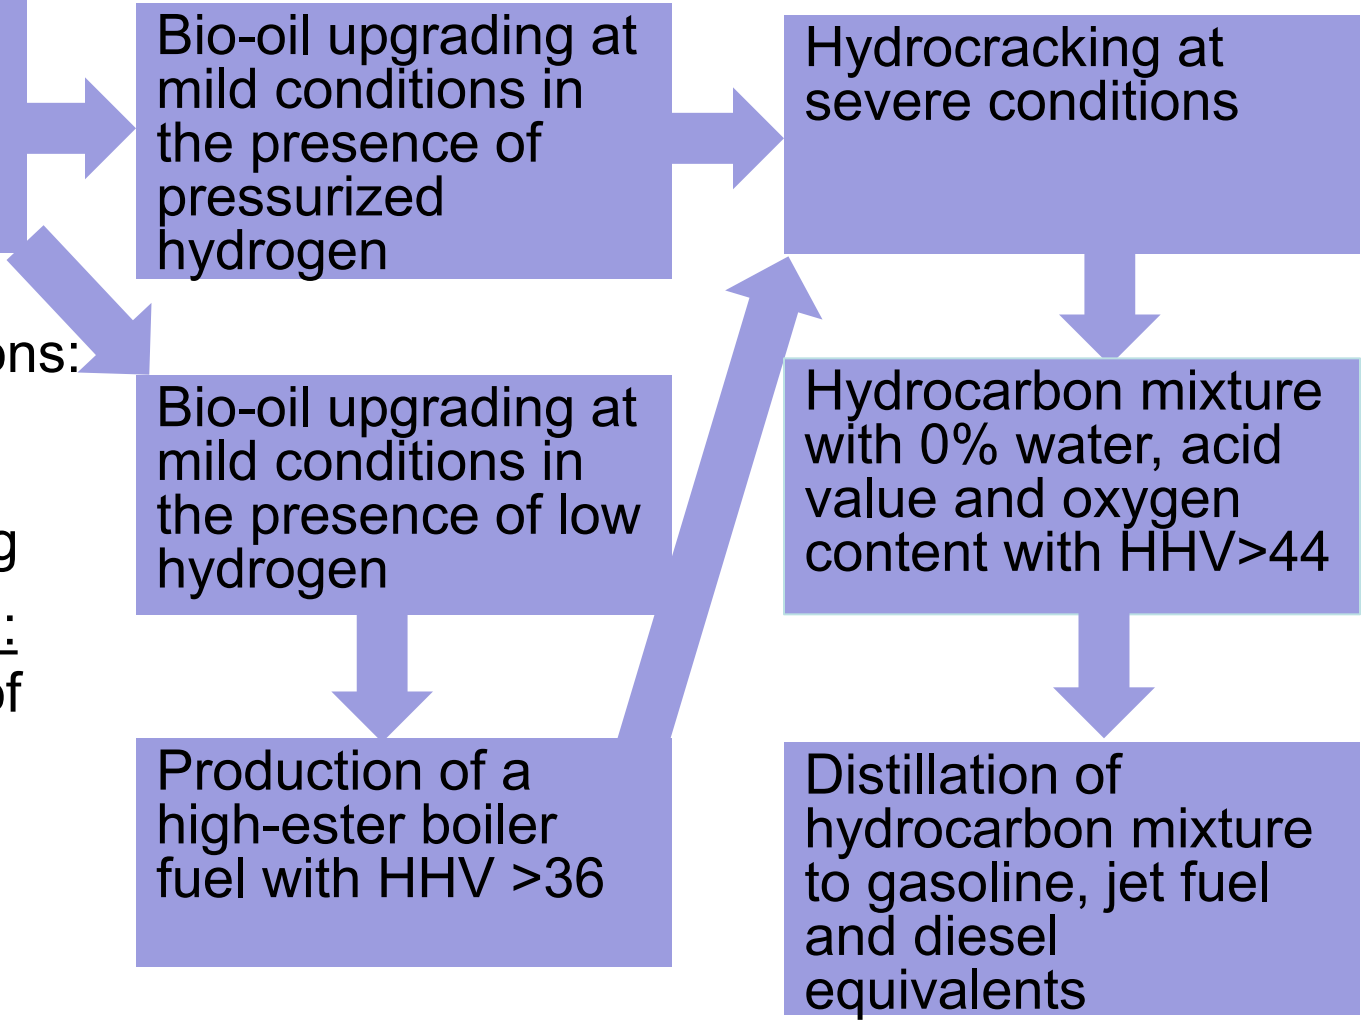 Bio-oil upgrading at
mild conditions in
the presence of
pressurized
hydrogen
Hydrocracking at
severe conditions
Bio-oil upgrading at
mild conditions in
the presence of low
hydrogen
Hydrocarbon mixture
with 0% water, acid
value and oxygen
content with HHV>44
Production of a
high-ester boiler
fuel with HHV >36
Distillation of
hydrocarbon mixture
to gasoline, jet fuel
and diesel
equivalents
:
of